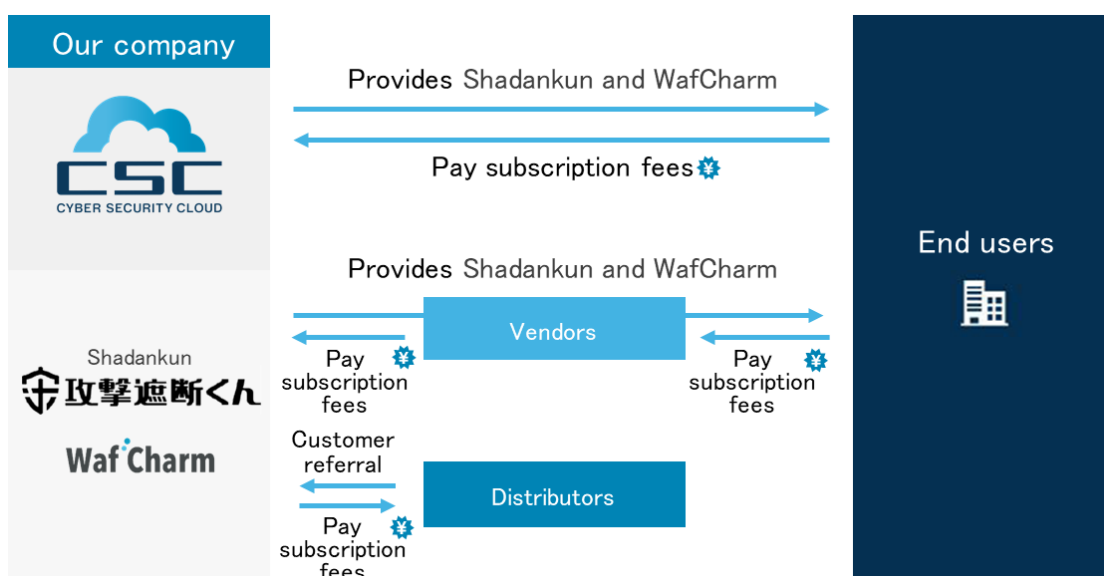 Our company
CSC
CYBER SECURITY CLOUD
Shadankun
攻撃遮断くん
WafCharm
Provides Shadankun and WafCharm
Pay subscription fees ¥
Provides Shadankun and WafCharm
Vendors
Pay ¥
subscription
fees
Pay ¥
subscription
fees
Customer
referral
Distributors
Pay ¥
subscription
fees
End users